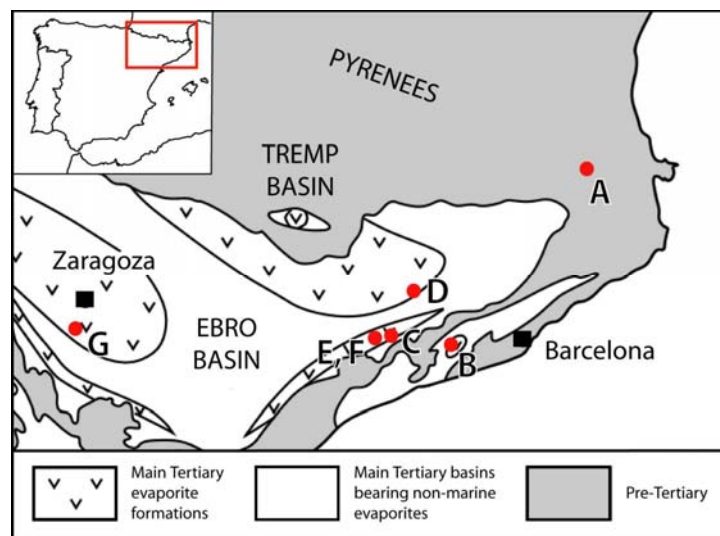 PYRENEES
TREMP
BASIN
A
Zaragoza
D
EBRO
BASIN
G
E, F
C
B
Barcelona
Main Tertiary
evaporite
formations
Main Tertiary basins
bearing non-marine
evaporites
Pre-Tertiary